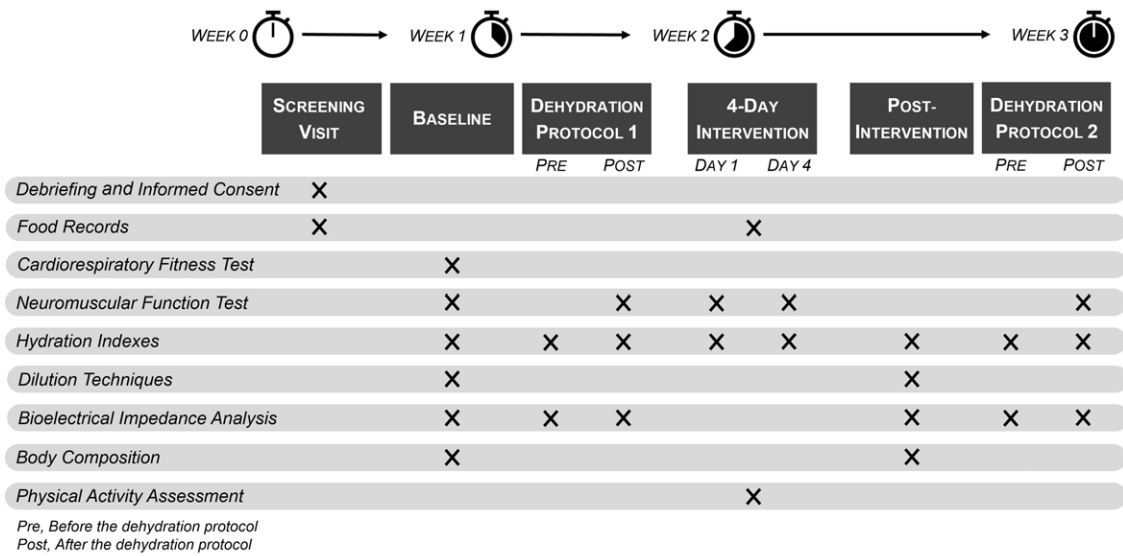 WEEK 0 WEEK 1 WEEK 2 WEEK 3
SCREENING VISIT
BASELINE
DEHYDRATION PROTOCOL 1
4-DAY INTERVENTION
POST-INTERVENTION
DEHYDRATION PROTOCOL 2
PRE POST DAY 1 DAY 4 PRE POST
Debriefing and Informed Consent X
Food Records X X
Cardiorespiratory Fitness Test X
Neuromuscular Function Test X X X X X
Hydration Indexes X X X X X X X X
Dilution Techniques X X
Bioelectrical Impedance Analysis X X X X X X
Body Composition X X
Physical Activity Assessment X
Pre, Before the dehydration protocol
Post, After the dehydration protocol